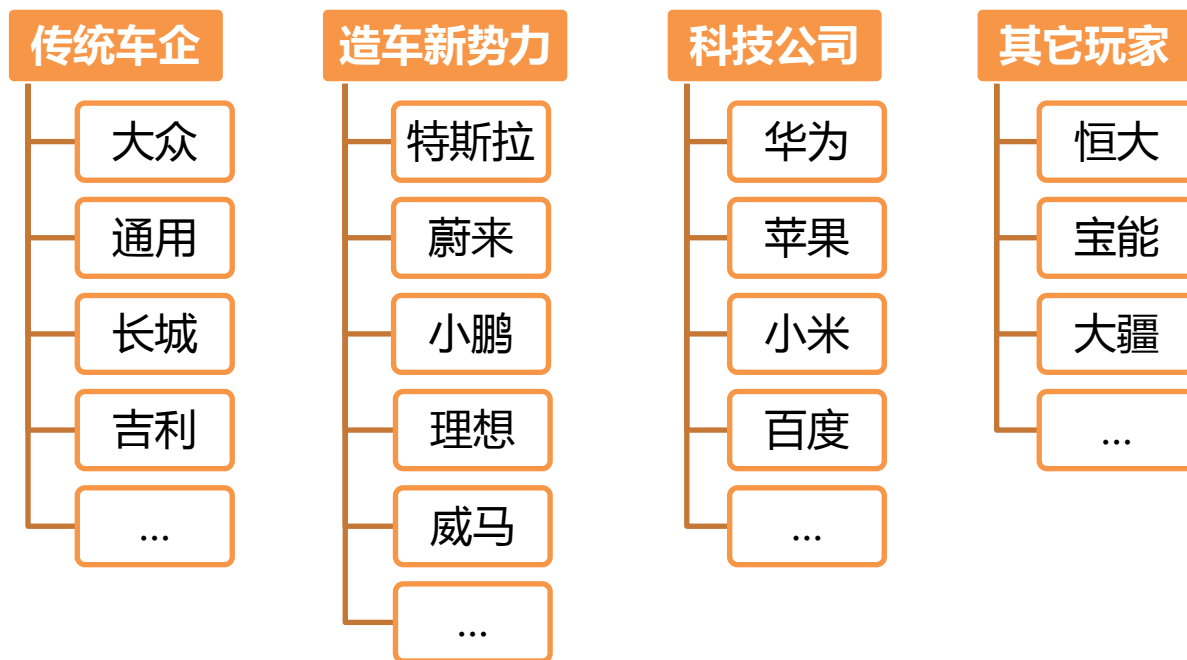 传统车企
大众
通用
长城
吉利
...
造车新势力
特斯拉
蔚来
小鹏
理想
威马
...
科技公司
华为
苹果
小米
百度
...
其它玩家
恒大
宝能
大疆
...